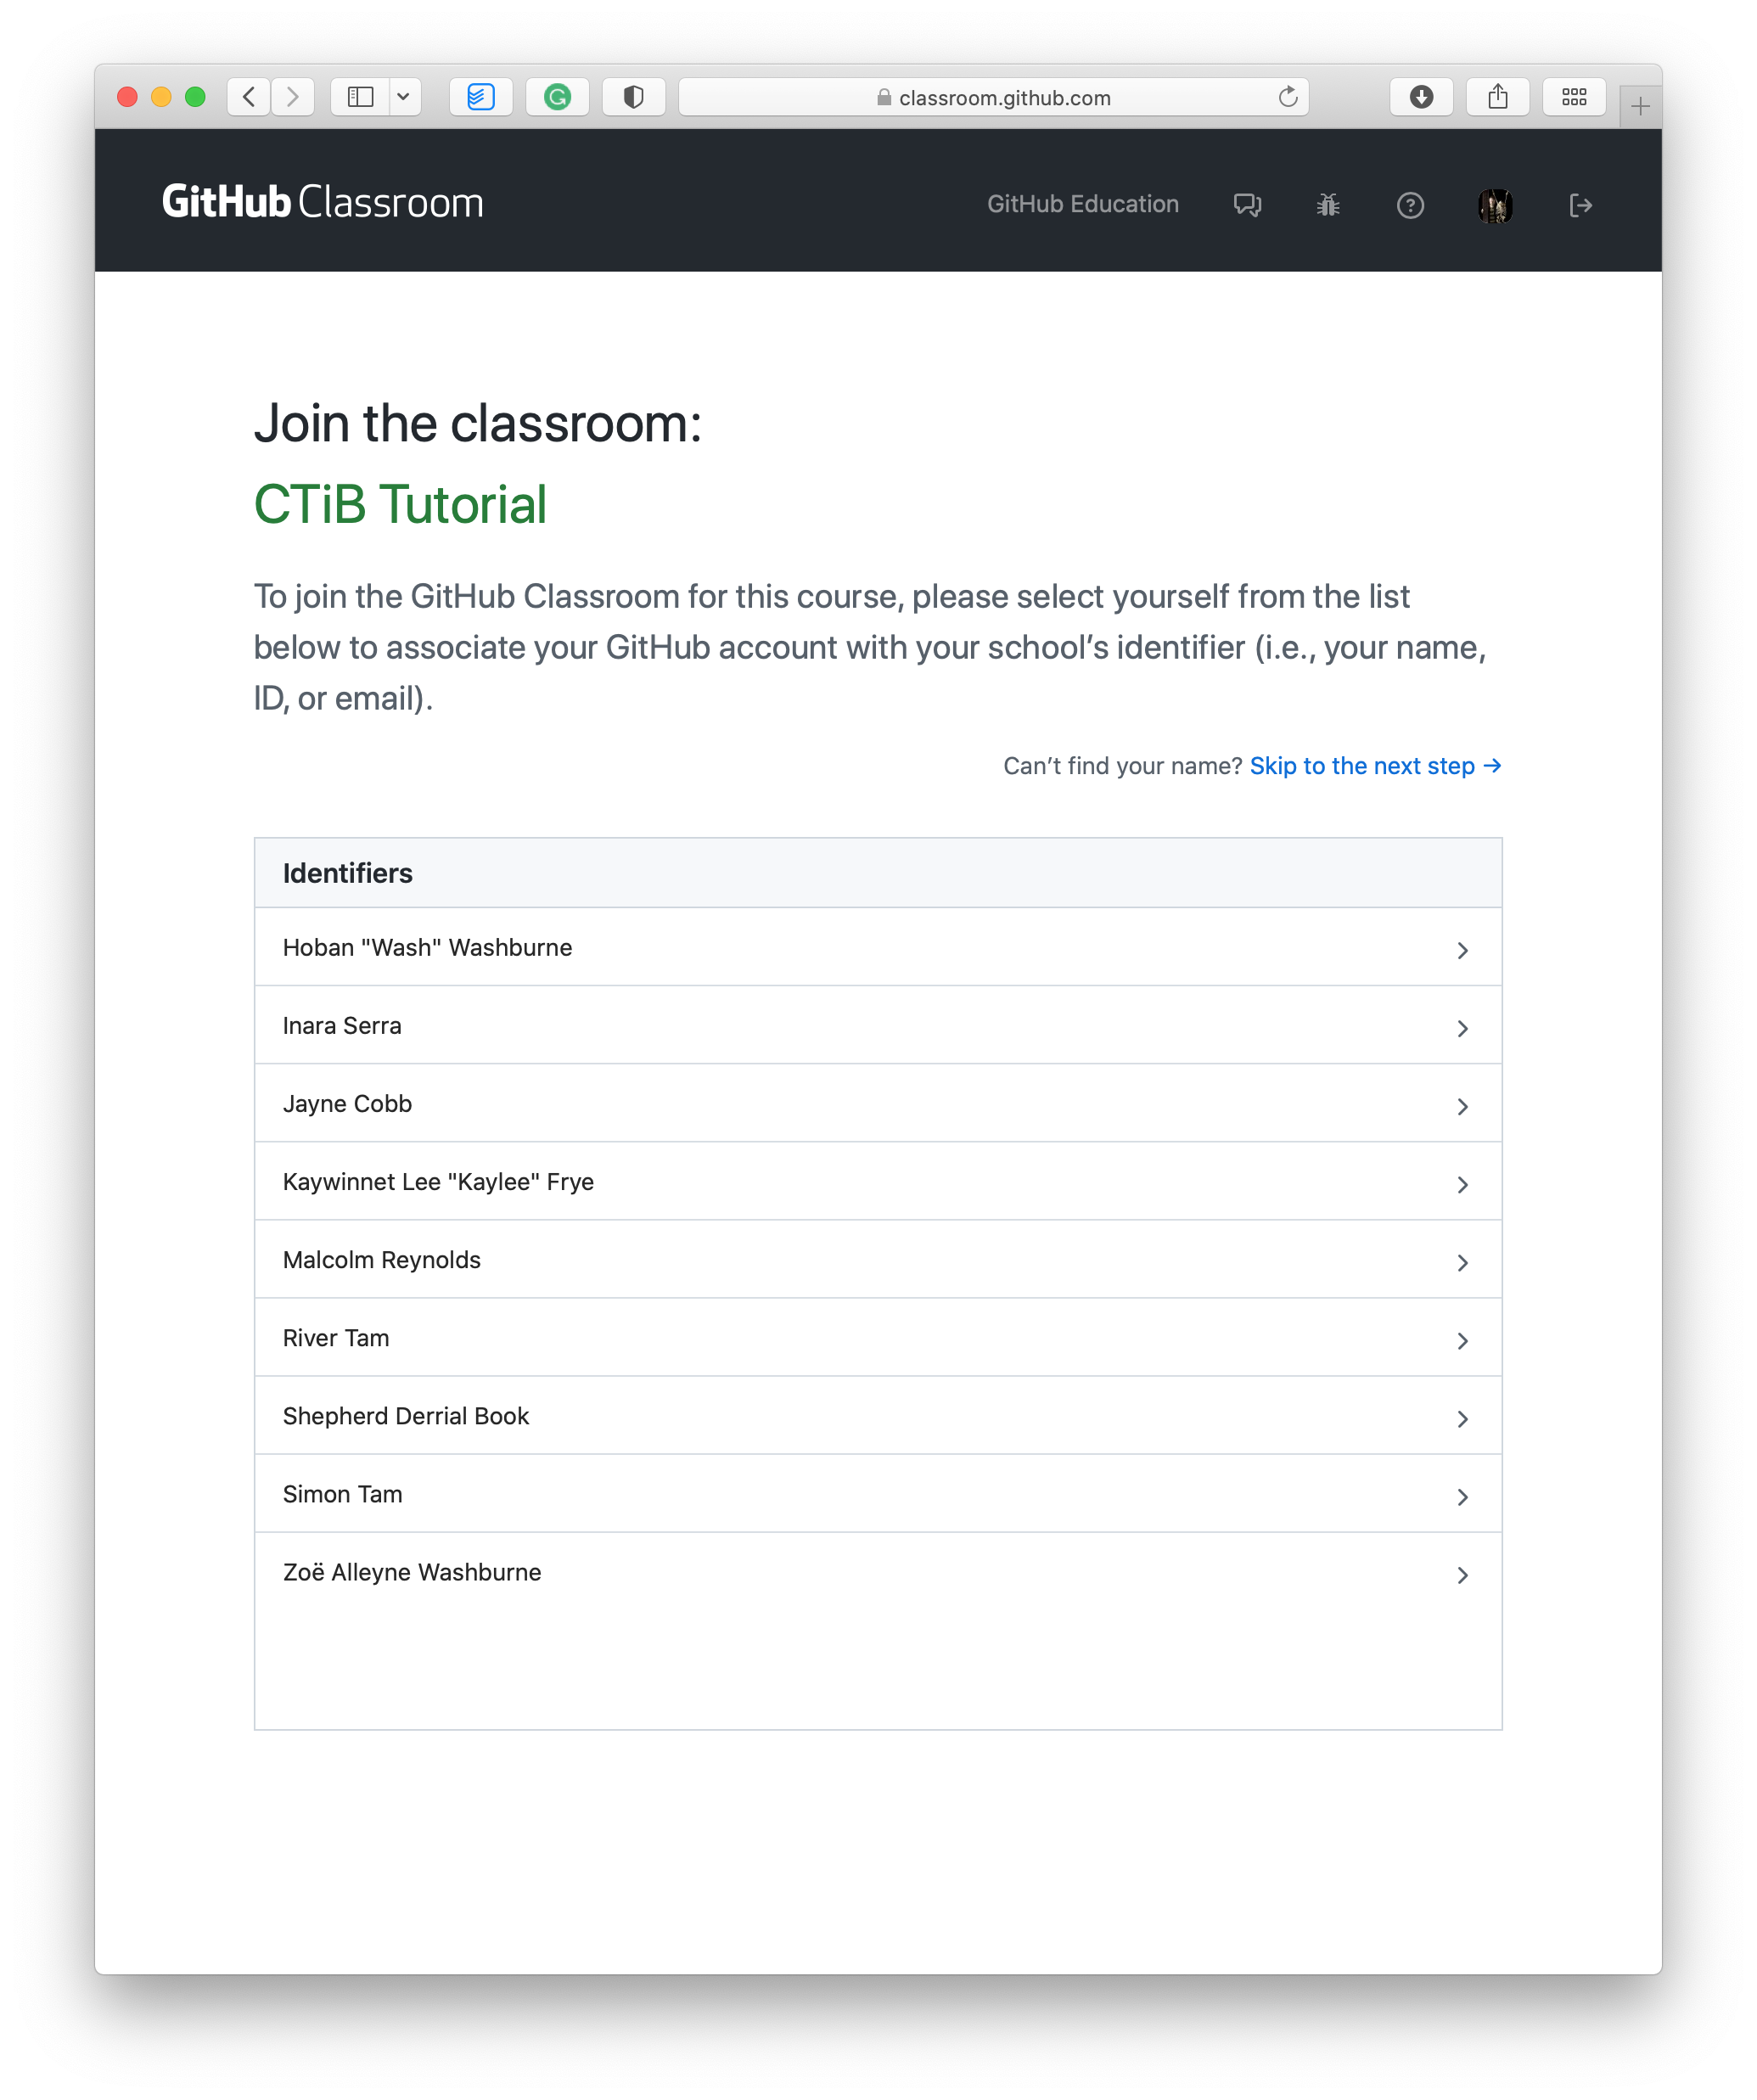 classroom.github.com
GitHub Classroom
GitHub Education
Join the classroom:
CTiB Tutorial
To join the GitHub Classroom for this course, please select yourself from the list
below to associate your GitHub account with your school’s identifier (i.e., your name,
ID, or email).
Can’t find your name? Skip to the next step →
Identifiers
Hoban "Wash" Washburne
Inara Serra
Jayne Cobb
Kaywinnet Lee "Kaylee" Frye
Malcolm Reynolds
River Tam
Shepherd Derrial Book
Simon Tam
Zoë Alleyne Washburne